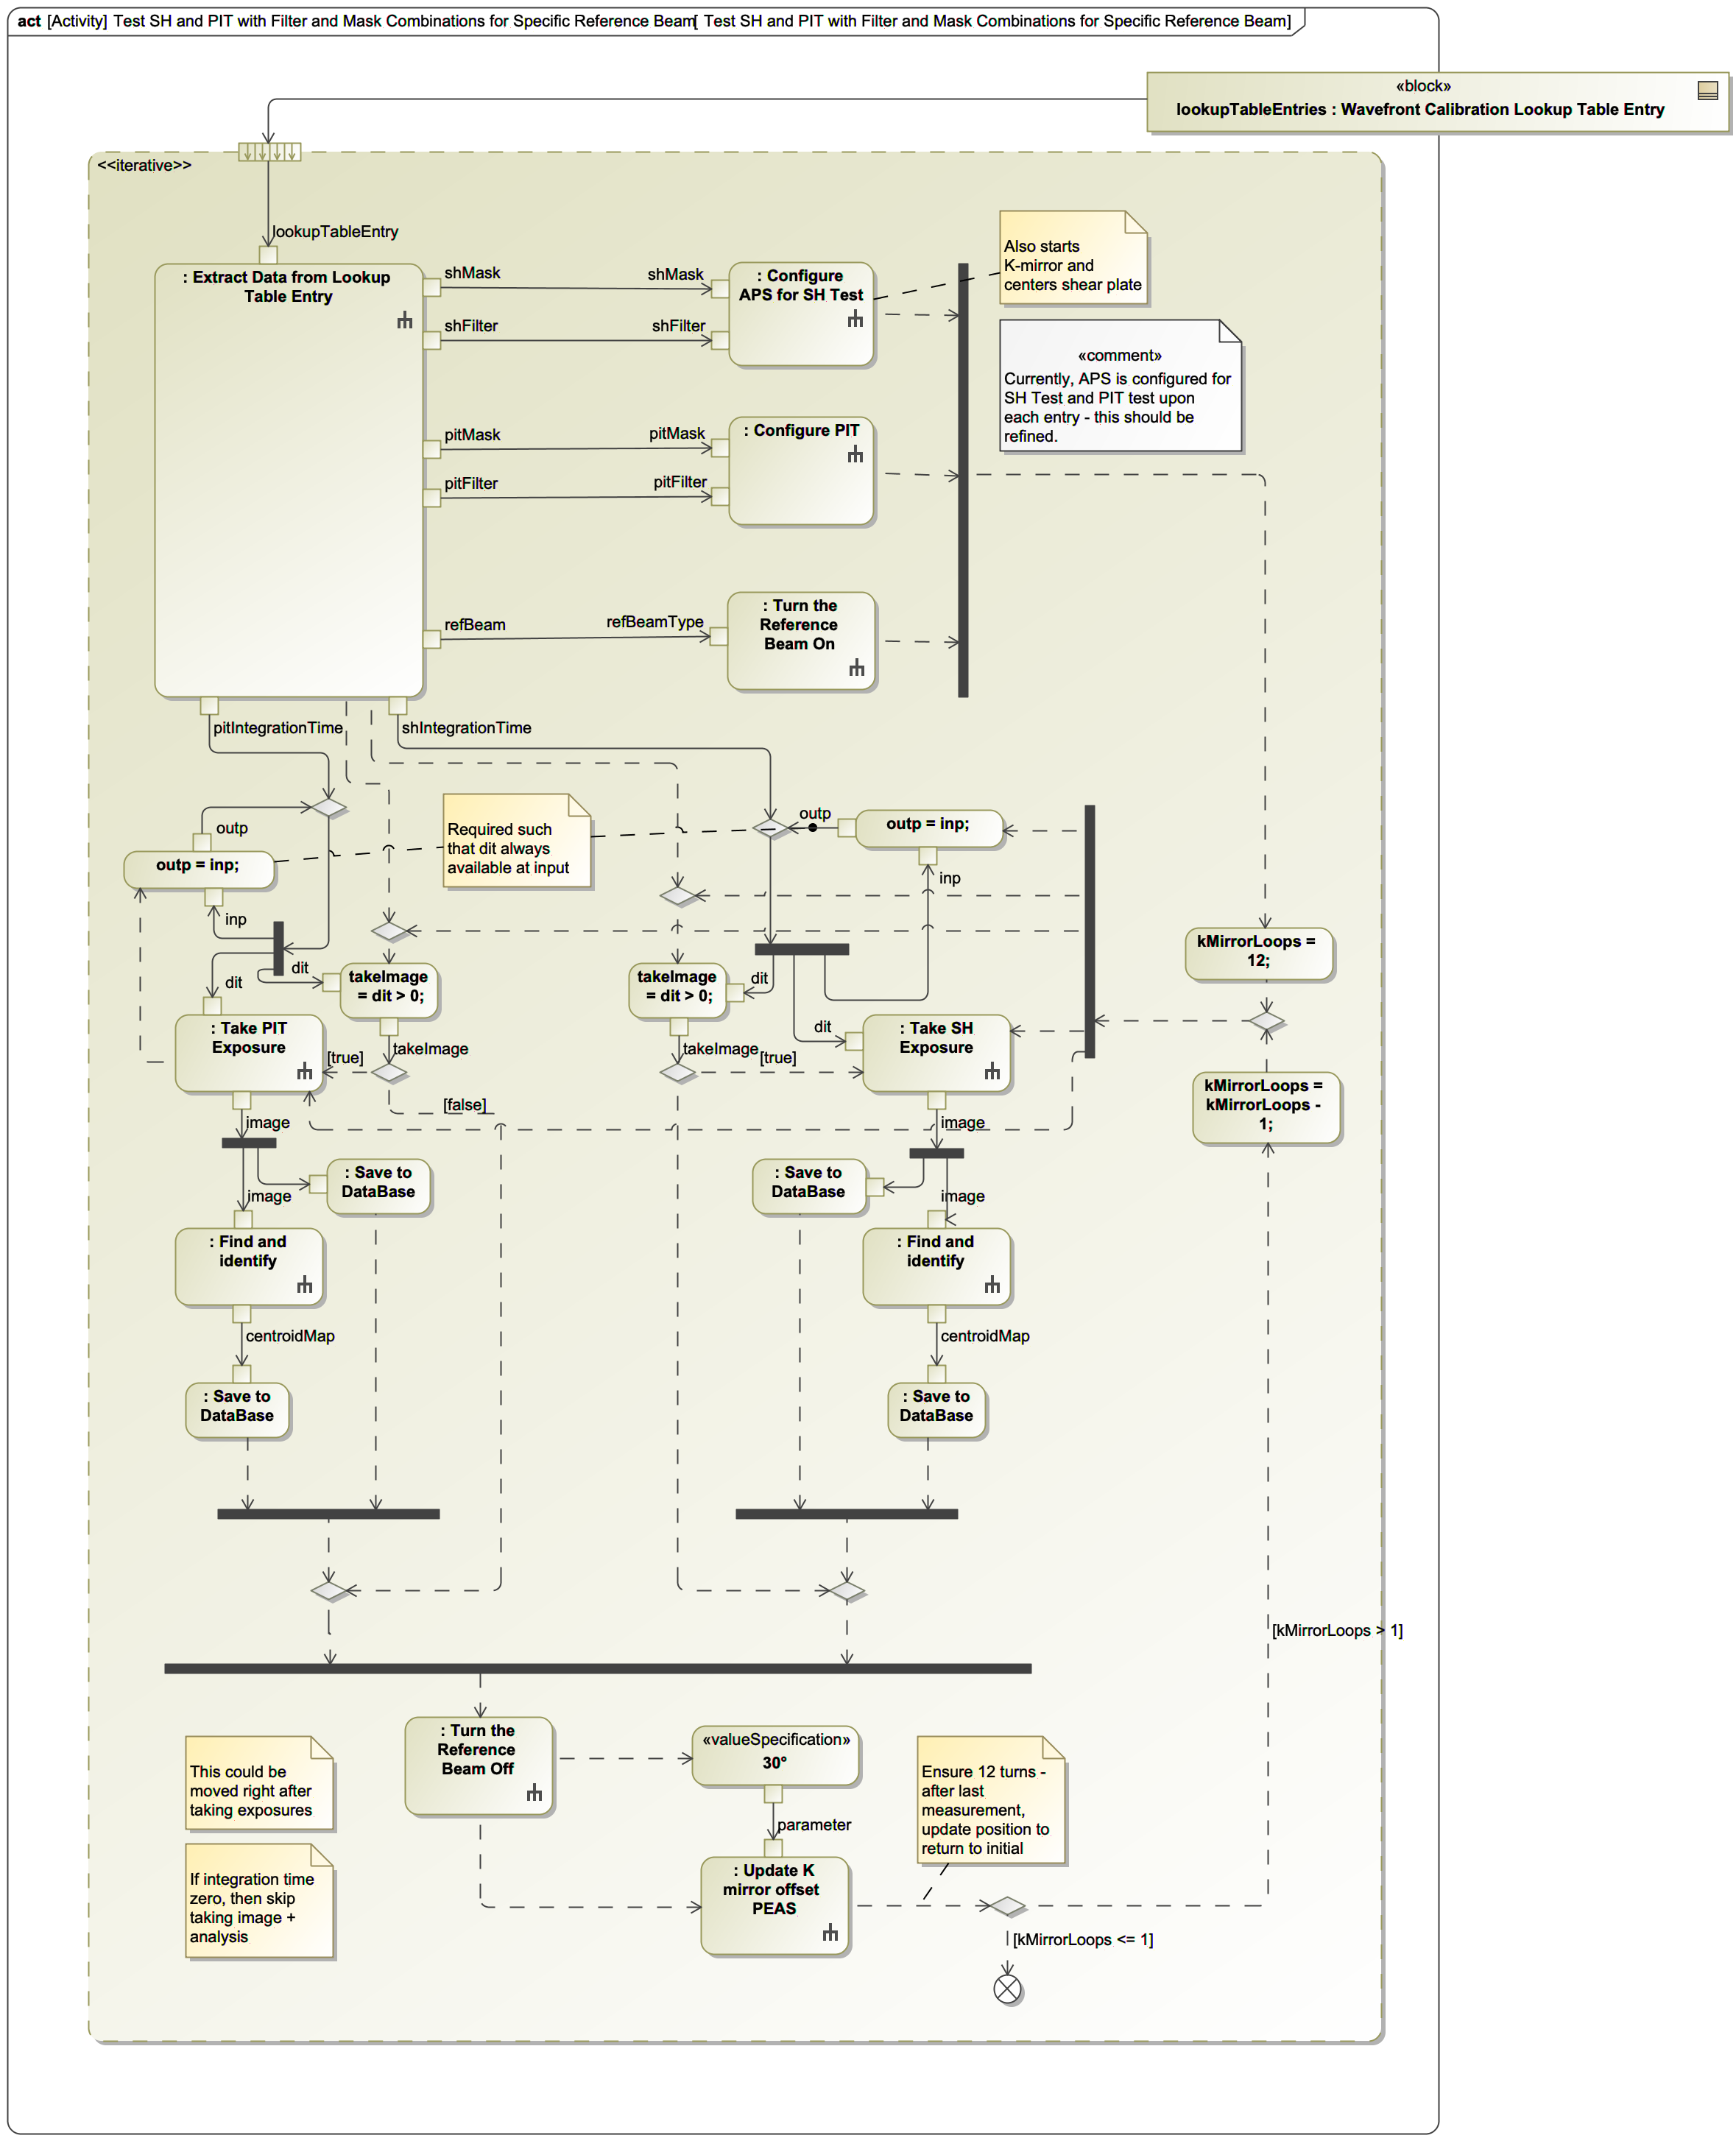 act [Activity] Test SH and PIT with Filter and Mask Combinations for Specific Reference Beam[ Test SH and PIT with Filter and Mask Combinations for Specific Reference Beam]
«block»
lookupTableEntries : Wavefront Calibration Lookup Table Entry
<<iterative>>
lookupTableEntry
: Extract Data from Lookup
Table Entry
shMask
shMask
shFilter
shFilter
: Configure
APS for SH Test
Also starts
K-mirror and
centers shear plate
«comment»
Currently, APS is configured for
SH Test and PIT test upon
each entry - this should be
refined.
pitMask
pitMask
pitFilter
pitFilter
: Configure PIT
refBeam
refBeamType
: Turn the
Reference
Beam On
pitIntegrationTime
shIntegrationTime
outp
outp = inp;
inp
Required such
that dit always
available at input
outp
outp = inp;
inp
dit
dit
takeImage
= dit > 0;
takeImage
= dit > 0;
dit
dit
kMirrorLoops =
12;
: Take PIT
Exposure
[true]
takeImage
[false]
takeImage
[true]
: Take SH
Exposure
kMirrorLoops =
kMirrorLoops -
1;
image
image
: Save to
DataBase
: Save to
DataBase
image
image
: Find and
identify
: Find and
identify
centroidMap
centroidMap
: Save to
DataBase
: Save to
DataBase
[kMirrorLoops > 1]
: Turn the
Reference
Beam Off
«valueSpecification»
30°
parameter
: Update K
mirror offset
PEAS
This could be
moved right after
taking exposures
If integration time
zero, then skip
taking image +
analysis
Ensure 12 turns -
after last
measurement,
update position to
return to initial
[kMirrorLoops <= 1]